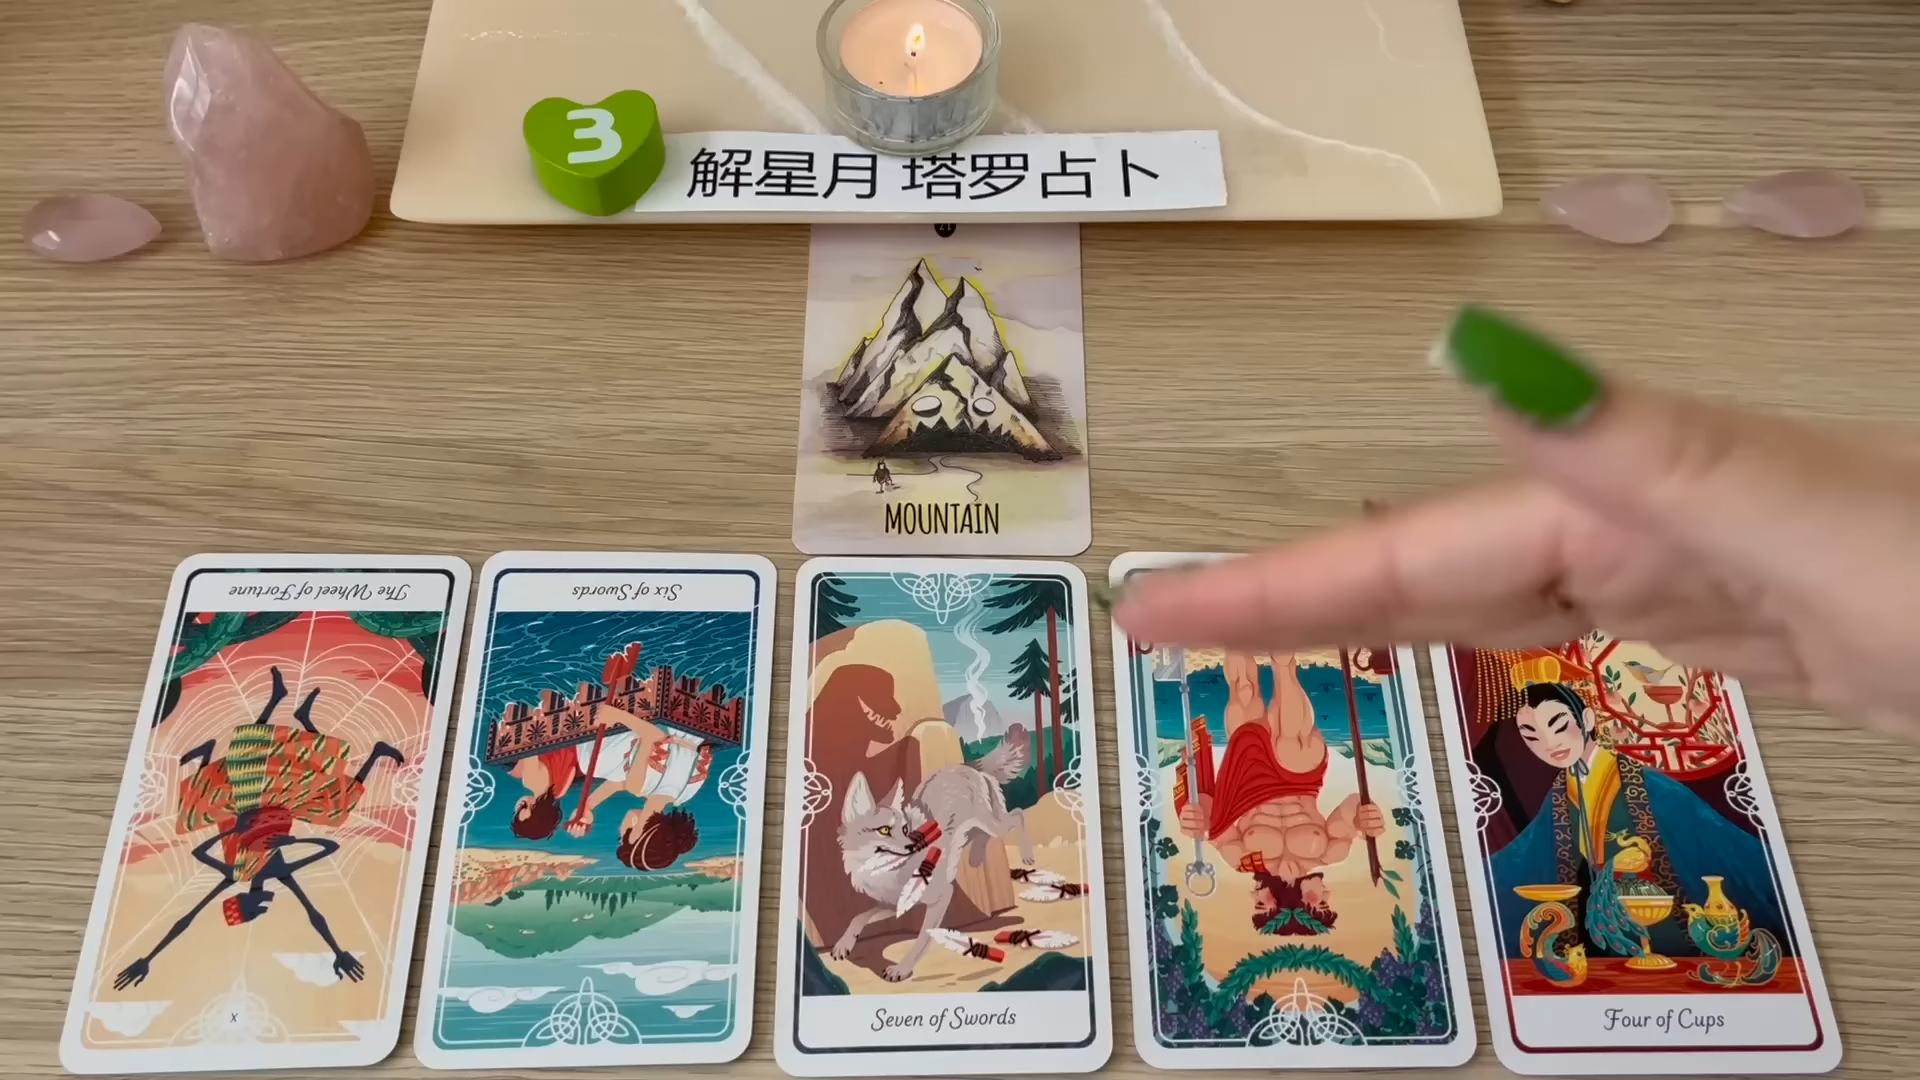 3
解星月 塔罗占卜
MOUNTAIN
The Wheel of Fortune
Six of Swords
X
Seven of Swords
Four of Cups